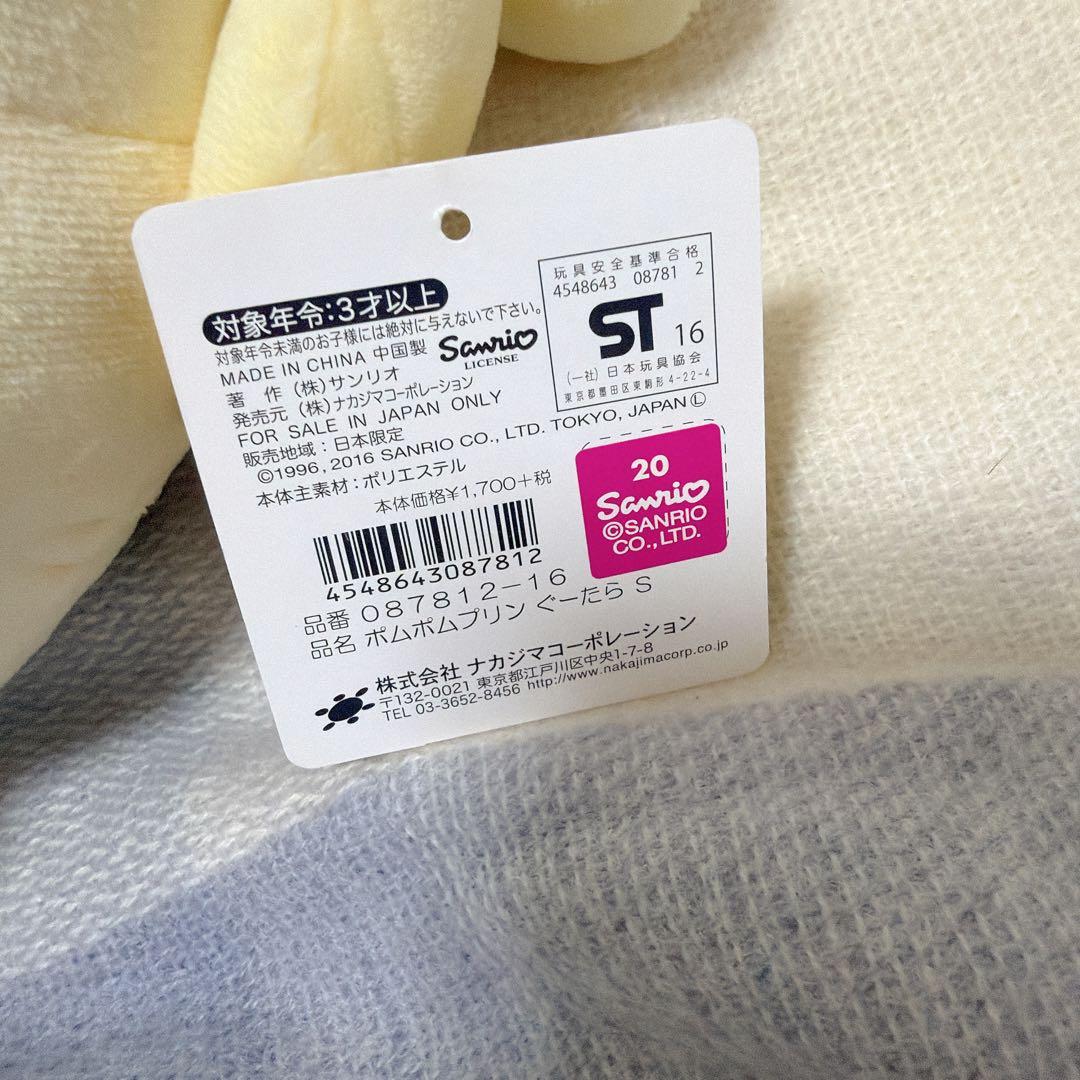 対象年令：3才以上
対象年令未満のお子様には絶対に与えないで下さい。
MADE IN CHINA 中国製
Sanrio
LICENSE
著 作 (株)サンリオ
発売元 (株)ナカジマコーポレーション
FOR SALE IN JAPAN ONLY
販売地域：日本限定
©1996, 2016 SANRIO CO., LTD. TOKYO, JAPAN Ⓛ
本体主素材：ポリエステル
本体価格¥1,700+税
玩具安全基準合格
4548643 08781 2
ST 16
(一社)日本玩具協会
東京都墨田区東駒形4-22-4
20
Sanrio
©SANRIO
CO., LTD.
4548643087812
品番 087812-16
品名 ポムポムプリン ぐーたら S
株式会社 ナカジマコーポレーション
〒132-0021 東京都江戸川区中央1-7-8
TEL 03-3652-8456 http://www.nakajimacorp.co.jp